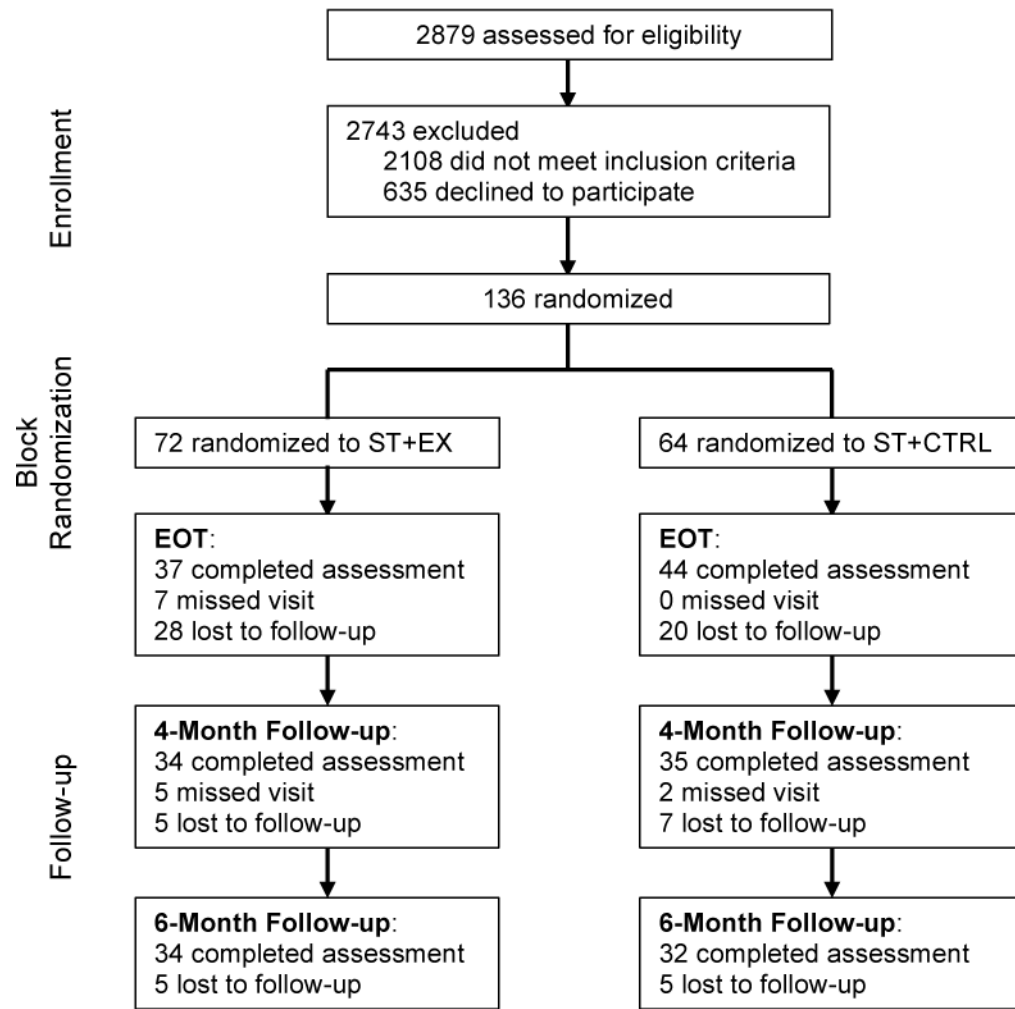 2879 assessed for eligibility
Enrollment
2743 excluded
2108 did not meet inclusion criteria
635 declined to participate
136 randomized
Block
Randomization
72 randomized to ST+EX
64 randomized to ST+CTRL
EOT:
37 completed assessment
7 missed visit
28 lost to follow-up
EOT:
44 completed assessment
0 missed visit
20 lost to follow-up
Follow-up
4-Month Follow-up:
34 completed assessment
5 missed visit
5 lost to follow-up
4-Month Follow-up:
35 completed assessment
2 missed visit
7 lost to follow-up
6-Month Follow-up:
34 completed assessment
5 lost to follow-up
6-Month Follow-up:
32 completed assessment
5 lost to follow-up